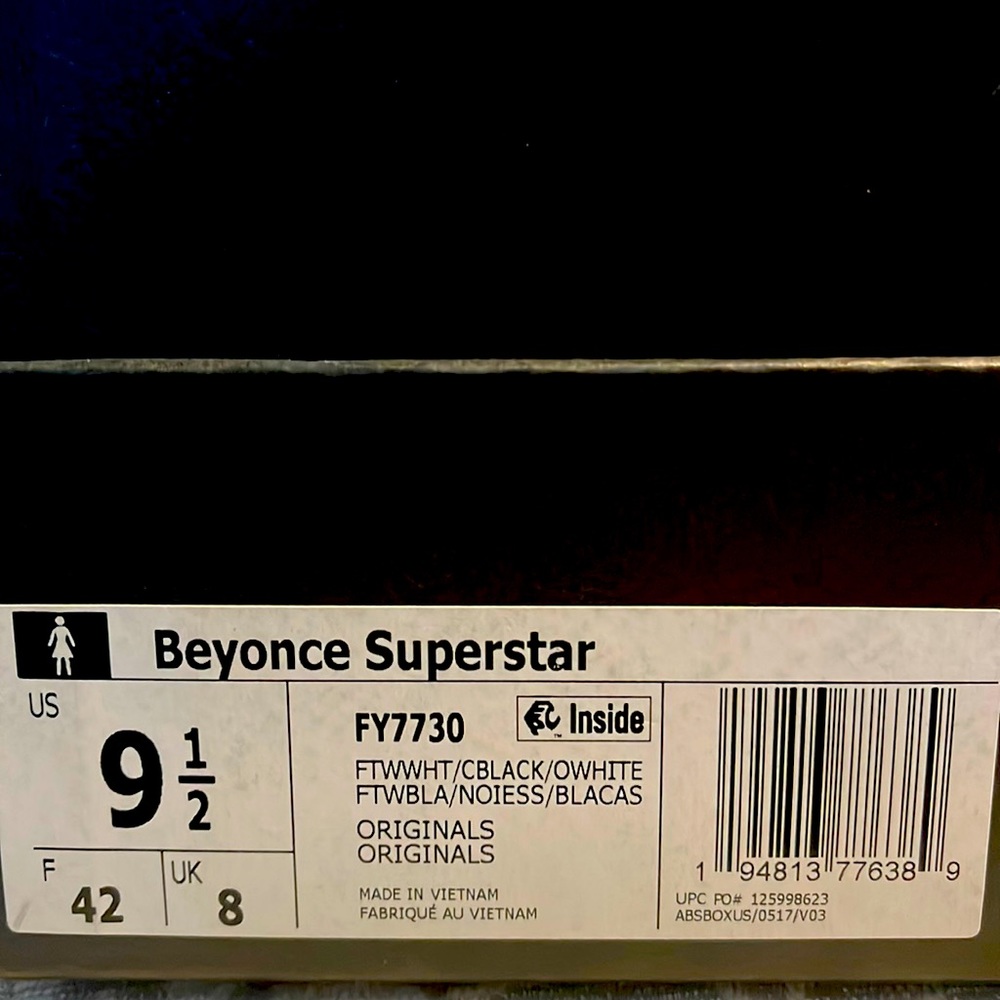 Beyonce Superstar
US
9 1/2
F
42
UK
8
FY7730
Inside
FTWWHT/CBLACK/OWHITE
FTWBLA/NOIESS/BLACAS
ORIGINALS
ORIGINALS
MADE IN VIETNAM
FABRIQUÉ AU VIETNAM
1 94813 77638 9
UPC PO# 125998623
ABSBOXUS/0517/V03